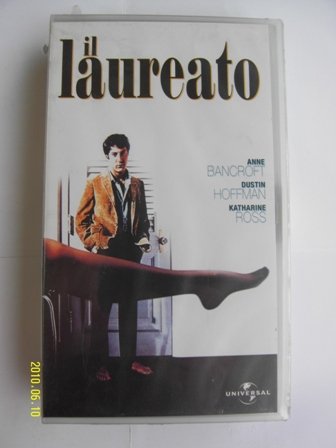 il
laureato
ANNE
BANCROFT
DUSTIN
HOFFMAN
KATHARINE
ROSS
UNIVERSAL
2010.06.10